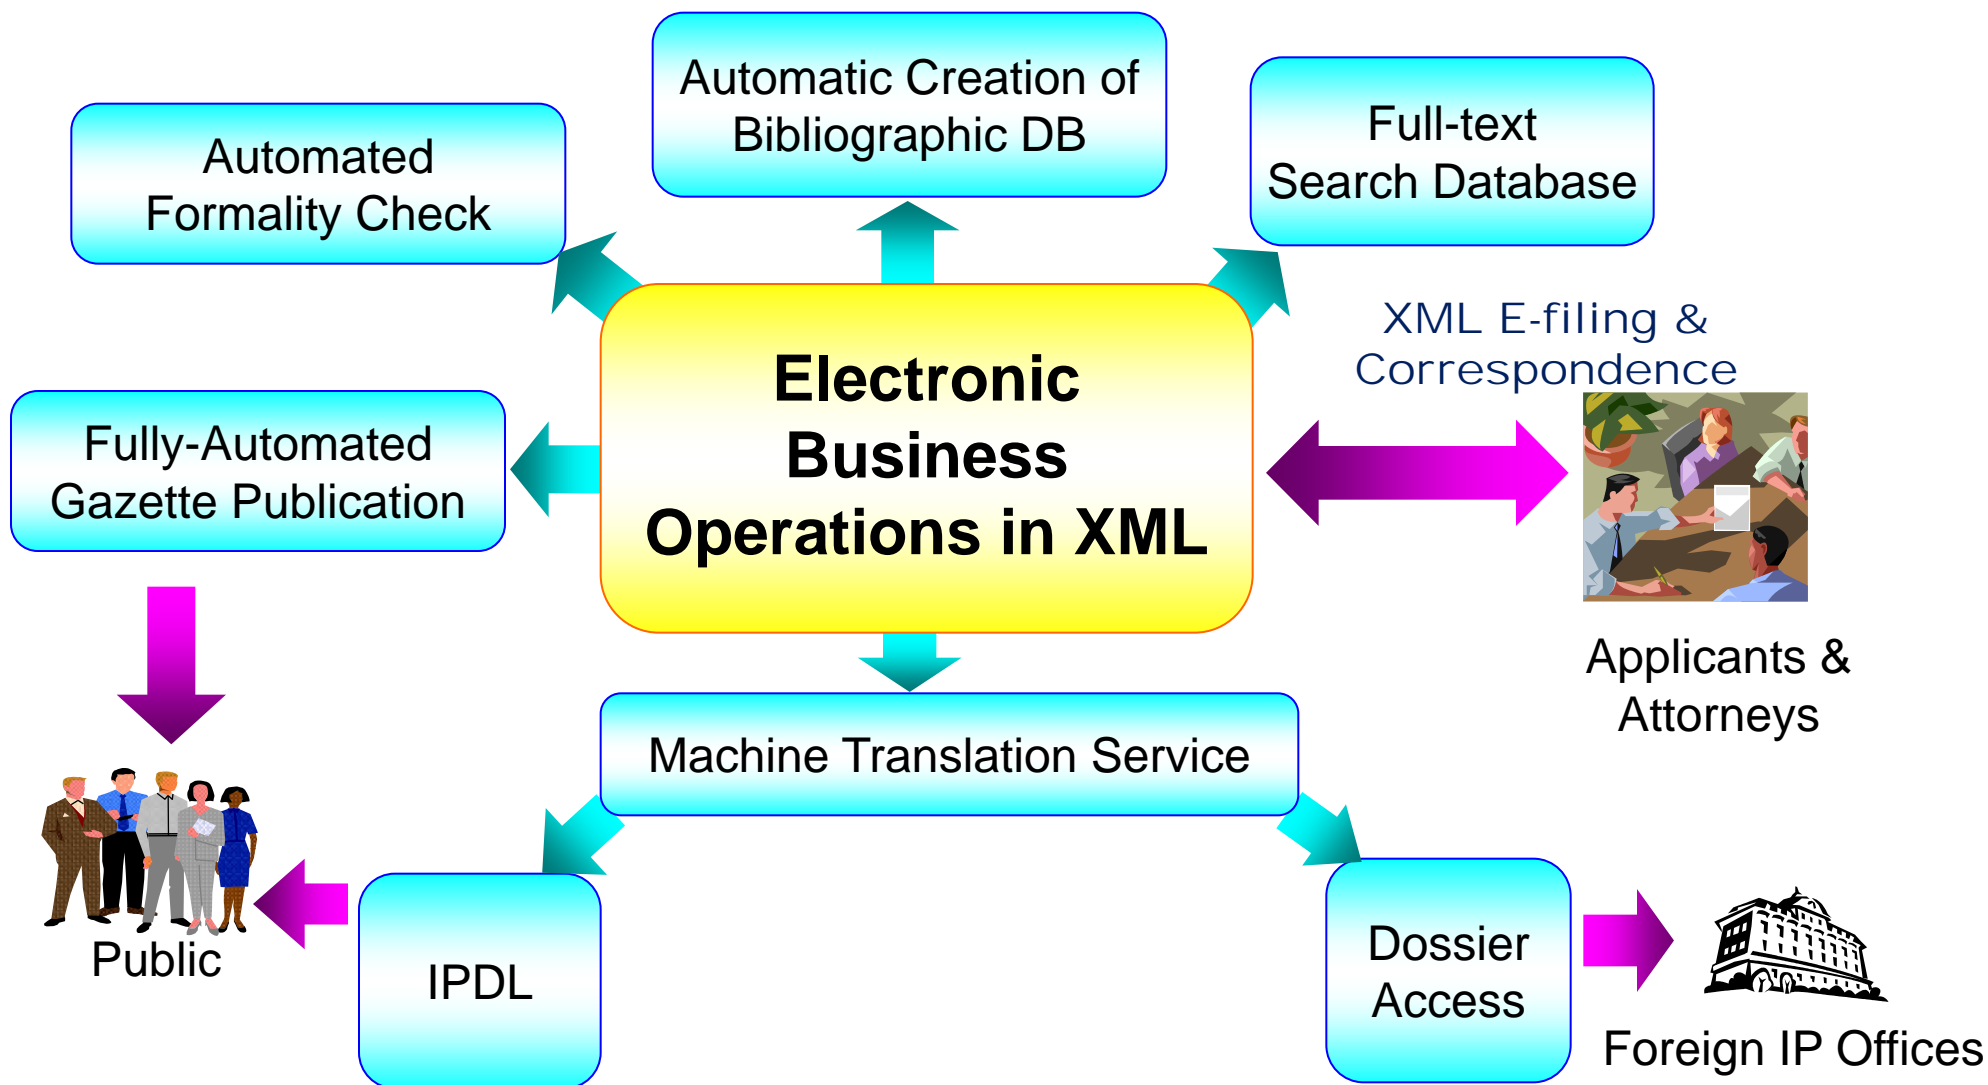 Automatic Creation of
Bibliographic DB
Full-text
Search Database
Automated
Formality Check
XML E-filing &
Correspondence
Electronic
Business
Operations in XML
Fully-Automated
Gazette Publication
Applicants &
Attorneys
Machine Translation Service
Public
IPDL
Dossier
Access
Foreign IP Offices